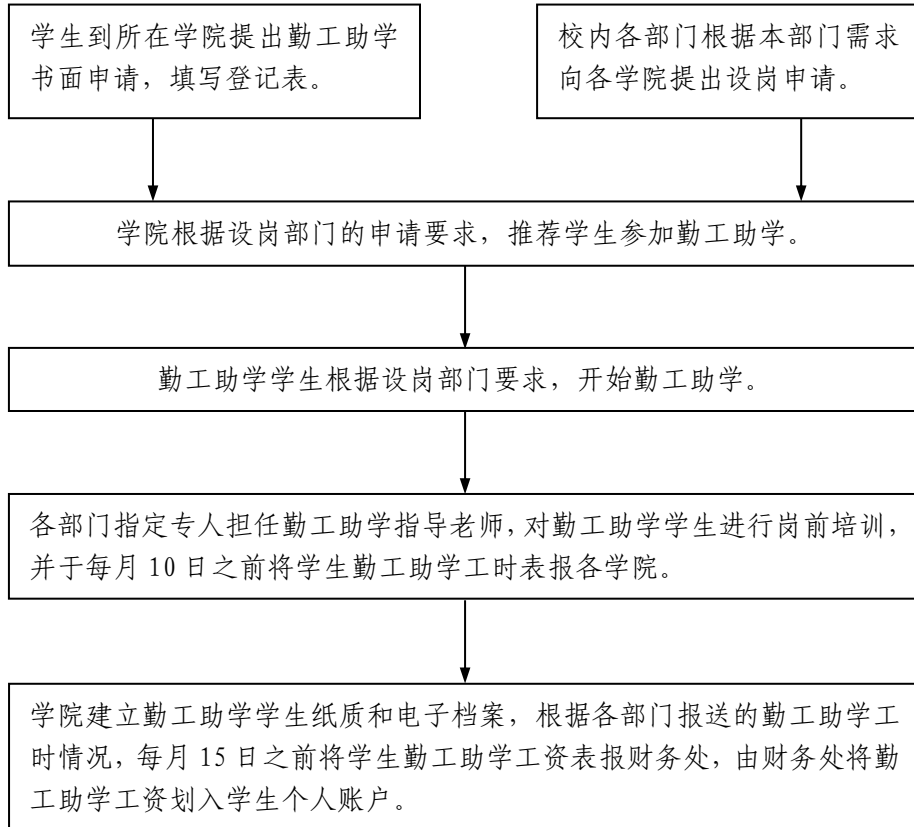 学生到所在学院提出勤工助学
书面申请，填写登记表。
校内各部门根据本部门需求
向各学院提出设岗申请。
学院根据设岗部门的申请要求，推荐学生参加勤工助学。
勤工助学学生根据设岗部门要求，开始勤工助学。
各部门指定专人担任勤工助学指导老师，对勤工助学学生进行岗前培训，
并于每月 10 日之前将学生勤工助学工时表报各学院。
学院建立勤工助学学生纸质和电子档案，根据各部门报送的勤工助学工
时情况，每月 15 日之前将学生勤工助学工资表报财务处，由财务处将勤
工助学工资划入学生个人账户。